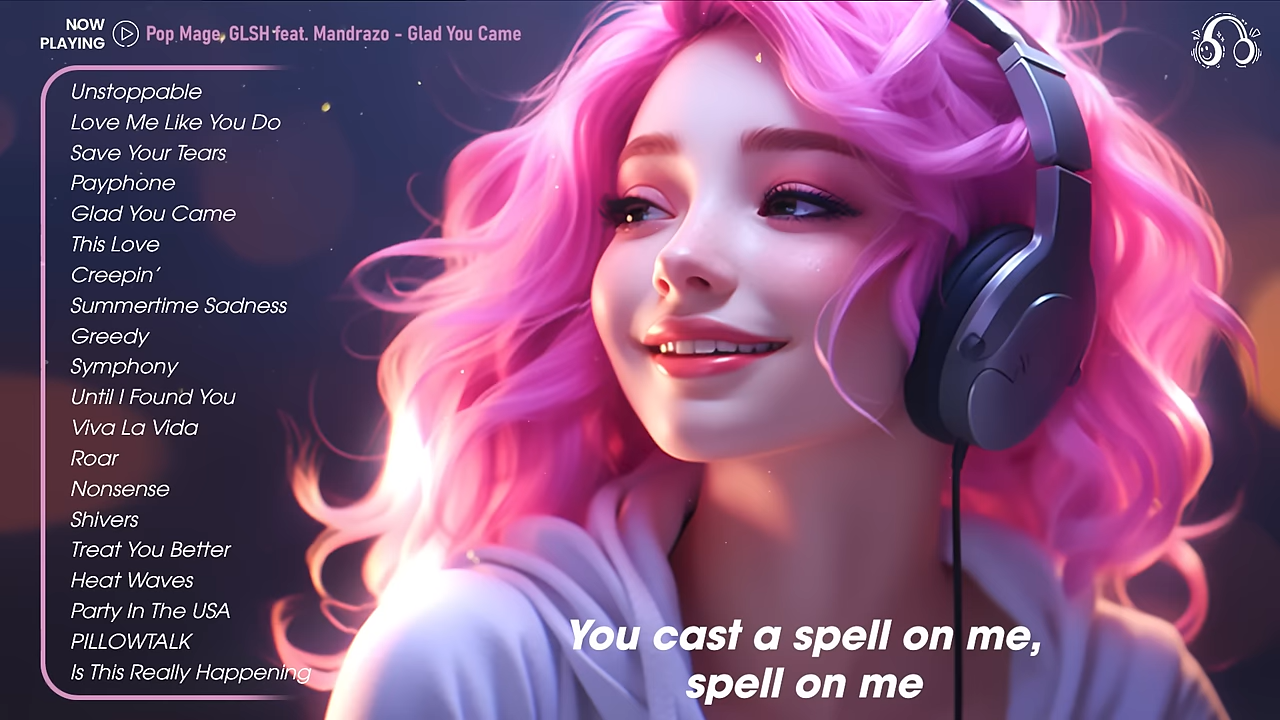 NOW
PLAYING
Pop Mage, GLSH feat. Mandrazo - Glad You Came
Unstoppable
Love Me Like You Do
Save Your Tears
Payphone
Glad You Came
This Love
Creepin'
Summertime Sadness
Greedy
Symphony
Until I Found You
Viva La Vida
Roar
Nonsense
Shivers
Treat You Better
Heat Waves
Party In The USA
PILLOWTALK
Is This Really Happening
You cast a spell on me,
spell on me